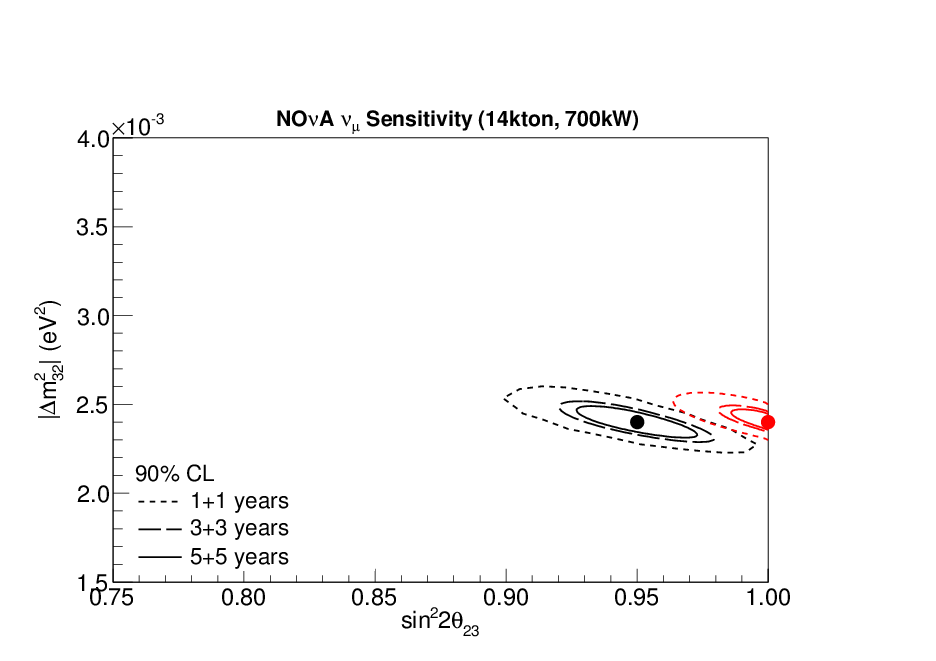 NOνA νμ Sensitivity (14kton, 700kW)
×10⁻³
4.0
3.5
3.0
2.5
2.0
1.5
|Δm²₃₂| (eV²)
90% CL
1+1 years
3+3 years
5+5 years
0.75 0.80 0.85 0.90 0.95 1.00
sin²2θ₂₃